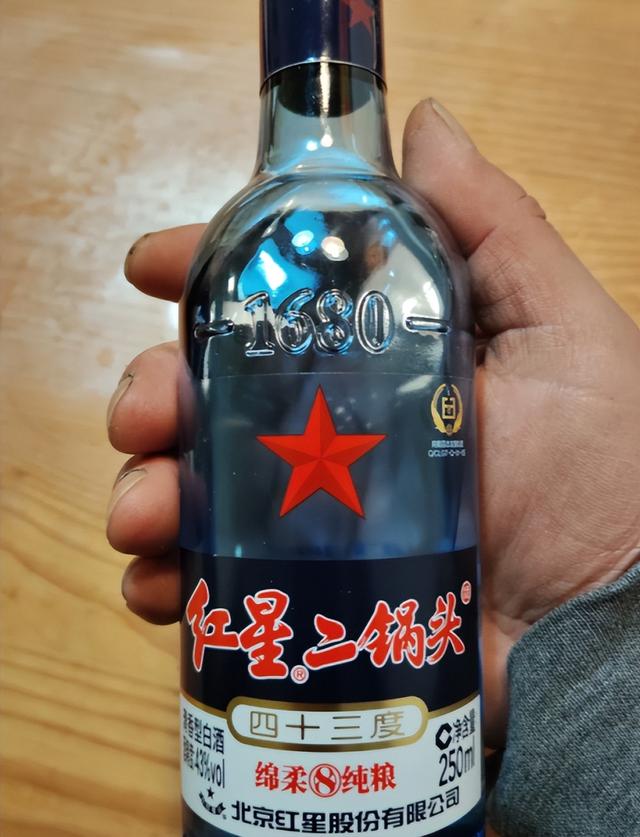 -1680-
红星二锅头®
四十三度
清香型白酒
酒精度:43%vol
净含量
250ml
绵柔8纯粮
北京红星股份有限公司